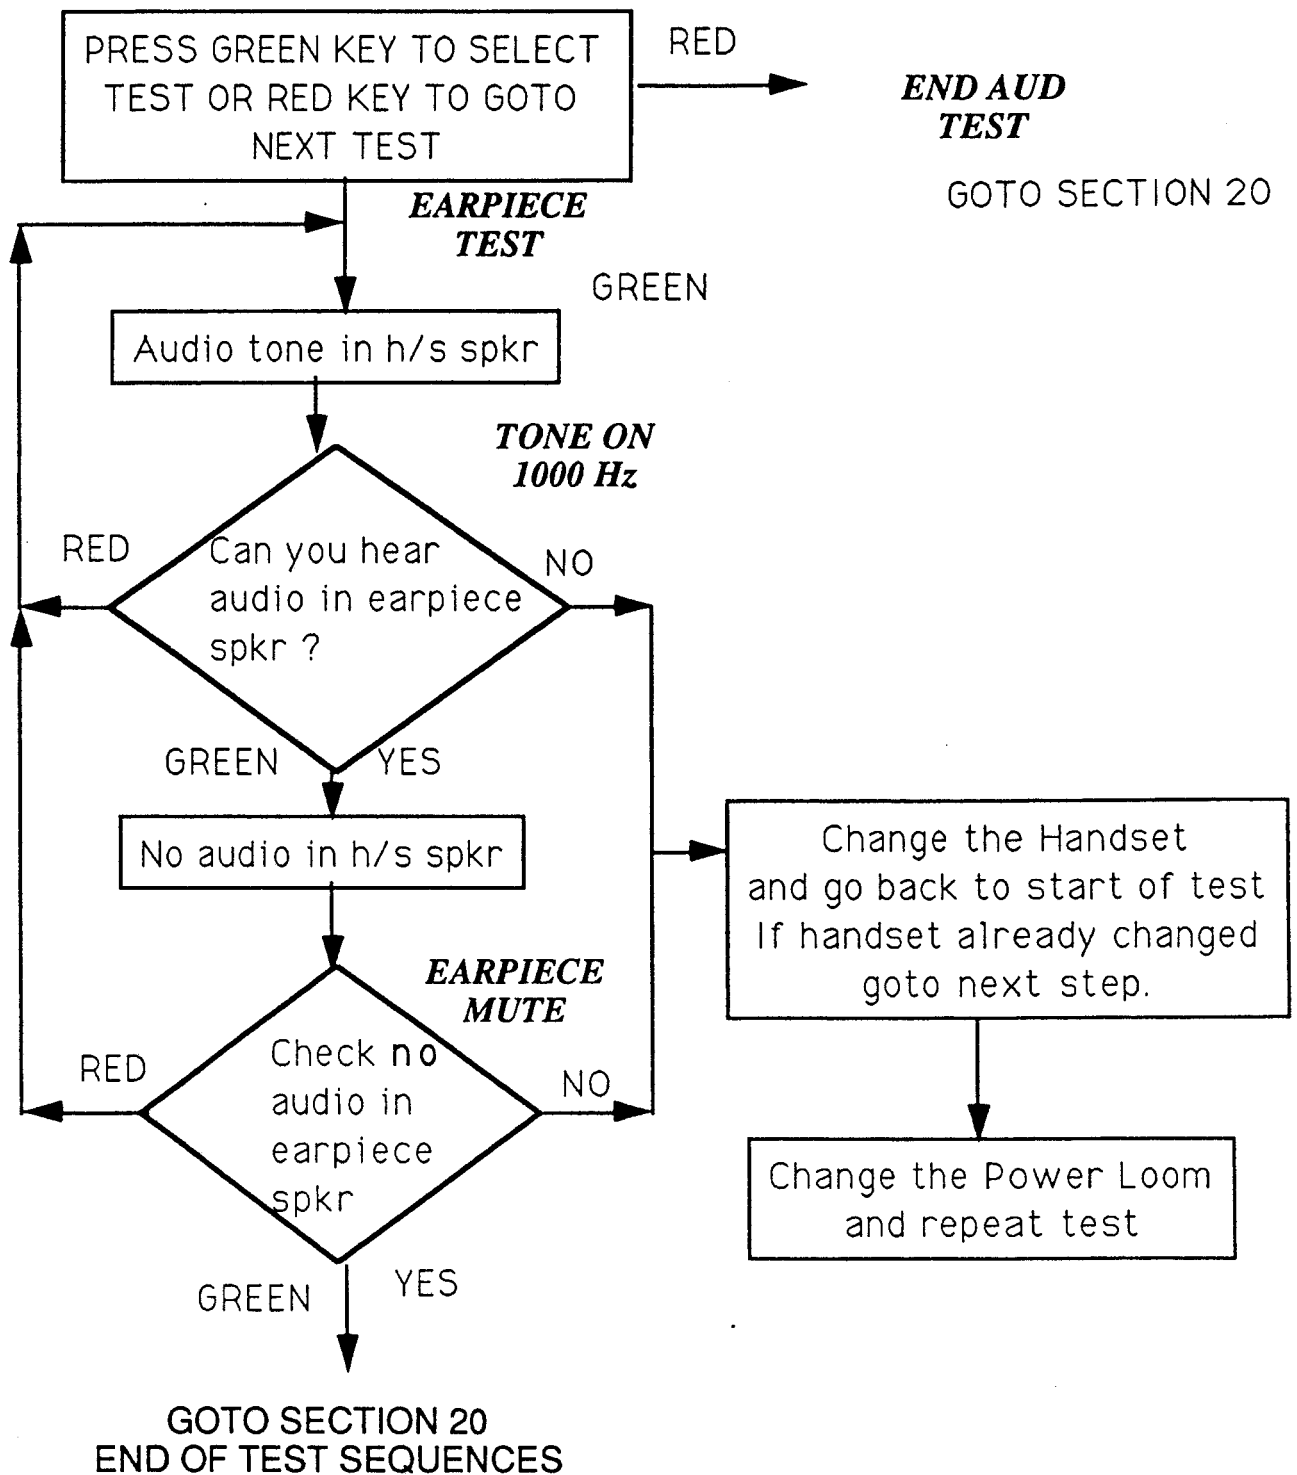 PRESS GREEN KEY TO SELECT
TEST OR RED KEY TO GOTO
NEXT TEST
RED
END AUD
TEST
GOTO SECTION 20
EARPIECE
TEST
GREEN
Audio tone in h/s spkr
TONE ON
1000 Hz
RED
Can you hear
audio in earpiece
spkr ?
NO
GREEN
YES
No audio in h/s spkr
Change the Handset
and go back to start of test
If handset already changed
goto next step.
EARPIECE
MUTE
RED
Check no
audio in
earpiece
spkr
NO
Change the Power Loom
and repeat test
GREEN
YES
GOTO SECTION 20
END OF TEST SEQUENCES